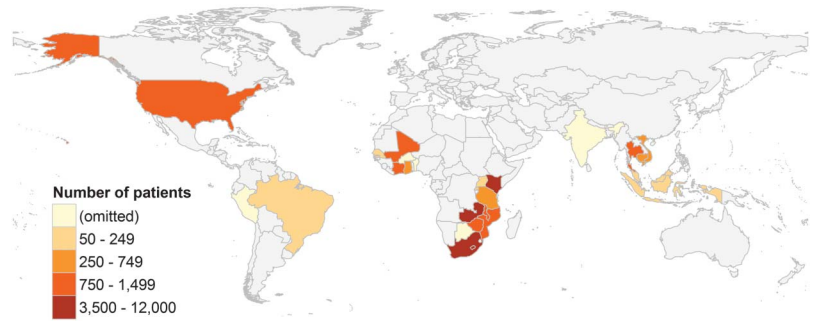 Number of patients
(omitted)
50 - 249
250 - 749
750 - 1,499
3,500 - 12,000